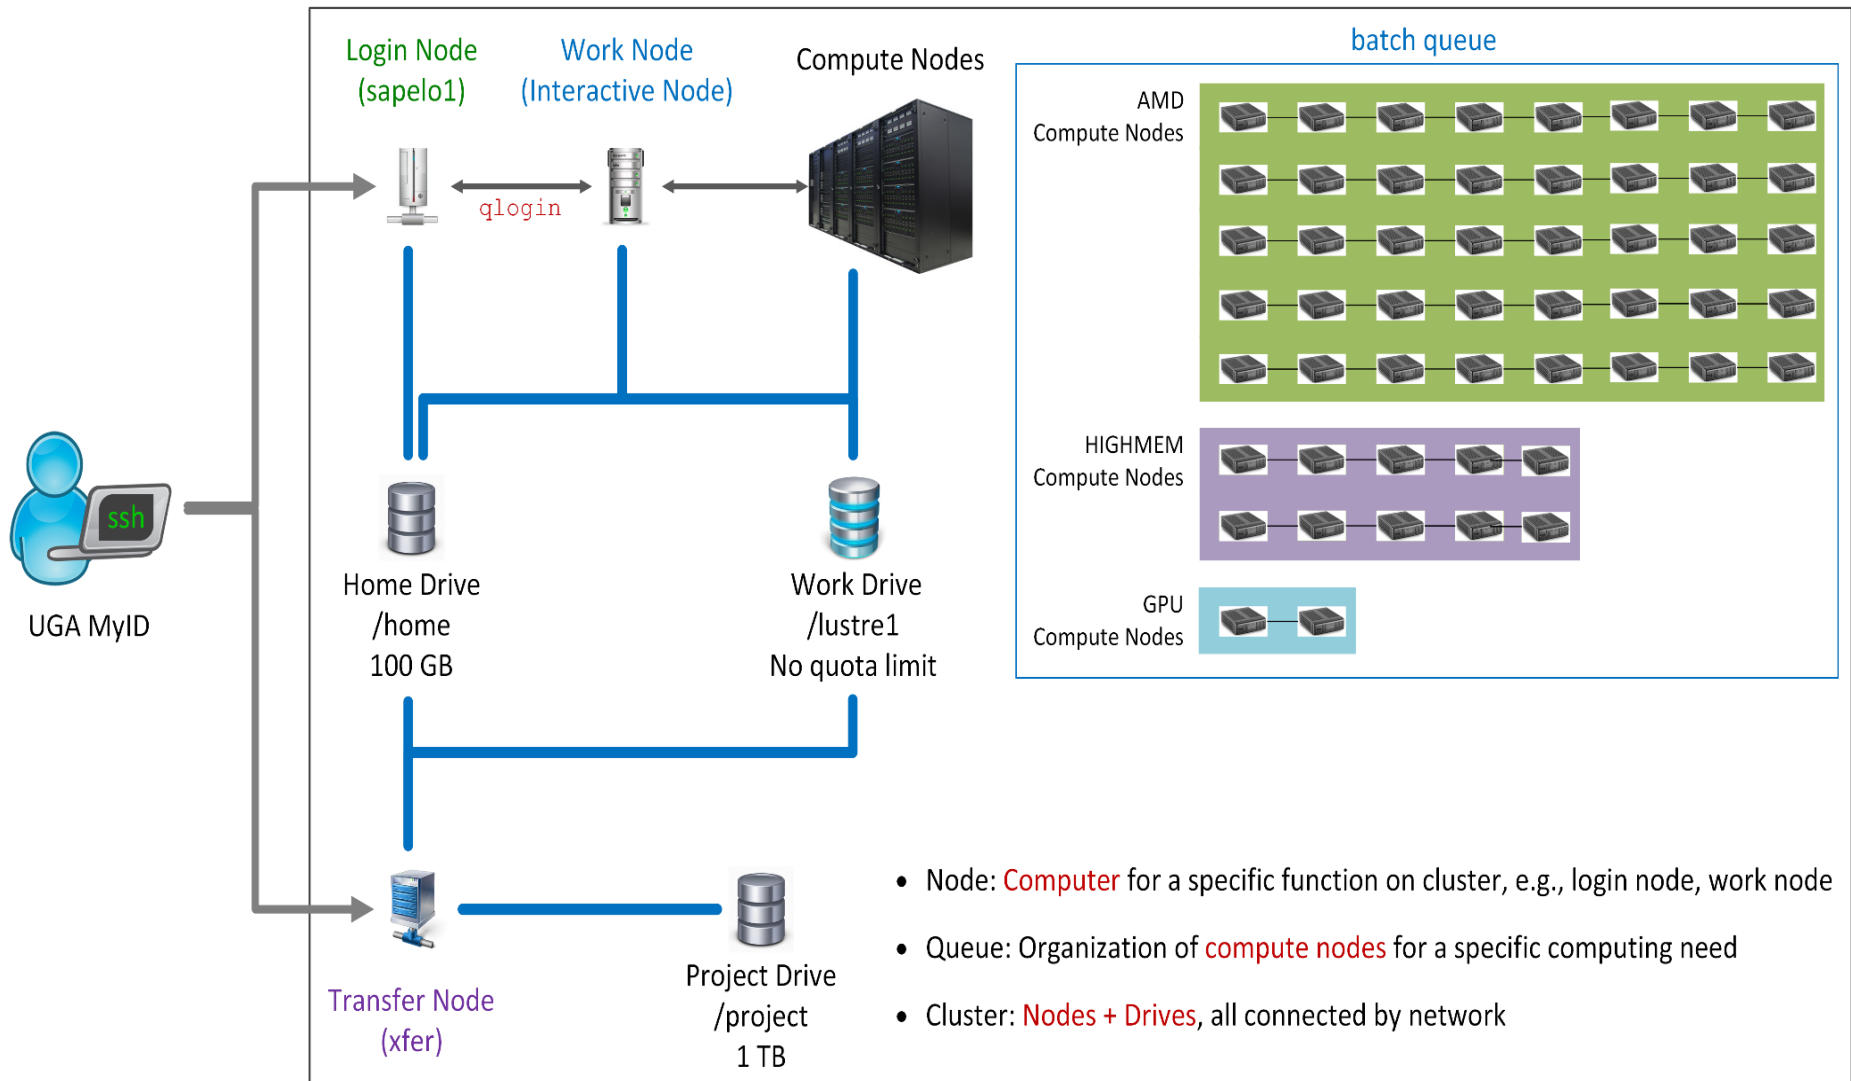 Login Node
(sapelo1)
Work Node
(Interactive Node)
Compute Nodes
qlogin
batch queue
AMD
Compute Nodes
HIGHMEM
Compute Nodes
GPU
Compute Nodes
ssh
UGA MyID
Home Drive
/home
100 GB
Work Drive
/lustre1
No quota limit
Transfer Node
(xfer)
Project Drive
/project
1 TB
• Node: Computer for a specific function on cluster, e.g., login node, work node
• Queue: Organization of compute nodes for a specific computing need
• Cluster: Nodes + Drives, all connected by network